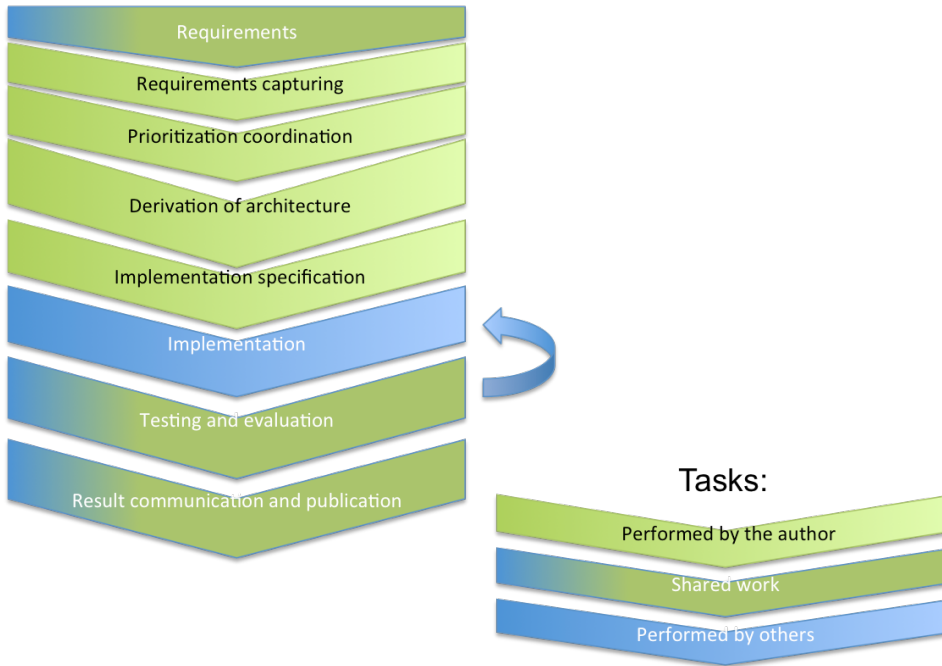 Requirements
Requirements capturing
Prioritization coordination
Derivation of architecture
Implementation specification
Implementation
Testing and evaluation
Result communication and publication
Tasks:
Performed by the author
Shared work
Performed by others